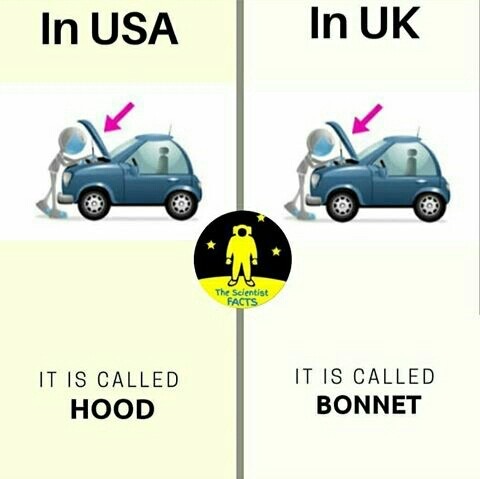 In USA
In UK
The Scientist
FACTS
IT IS CALLED
HOOD
IT IS CALLED
BONNET